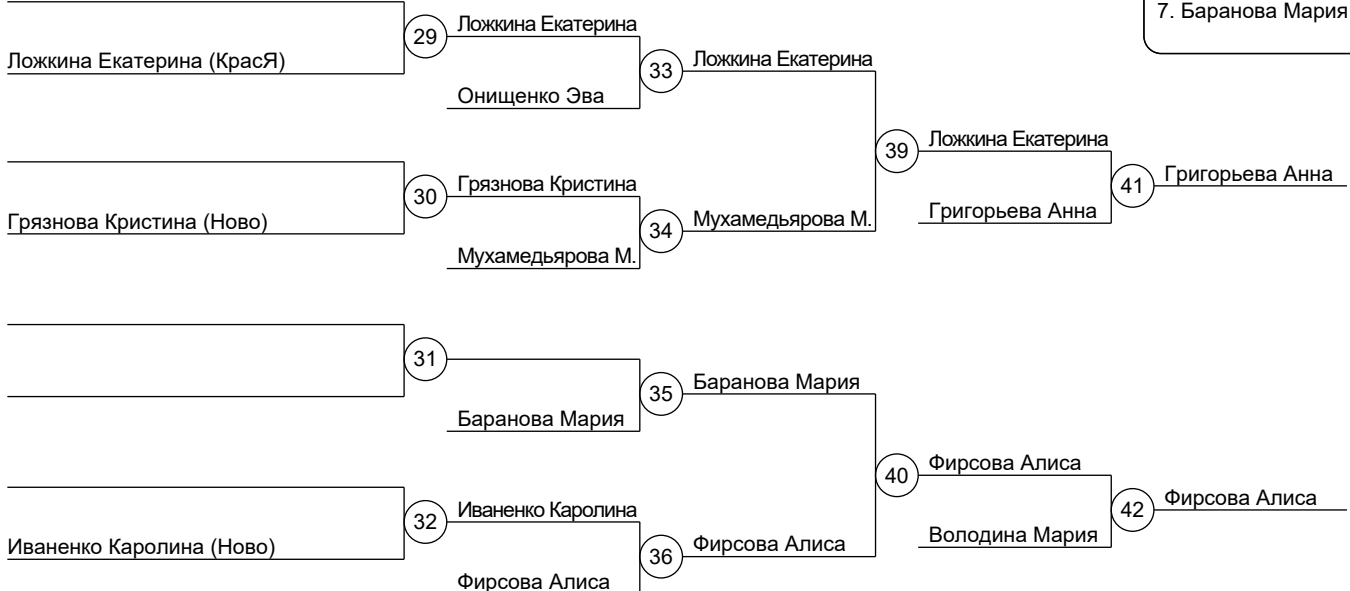 7. Баранова Мария
29
Ложкина Екатерина
Ложкина Екатерина (КрасЯ)
33
Ложкина Екатерина
Онищенко Эва
39
Ложкина Екатерина
30
Грязнова Кристина
41
Григорьева Анна
Грязнова Кристина (Ново)
34
Мухамедьярова М.
Григорьева Анна
Мухамедьярова М.
31
35
Баранова Мария
Баранова Мария
40
Фирсова Алиса
32
Иваненко Каролина
42
Фирсова Алиса
Иваненко Каролина (Ново)
36
Фирсова Алиса
Володина Мария
Фирсова Алиса